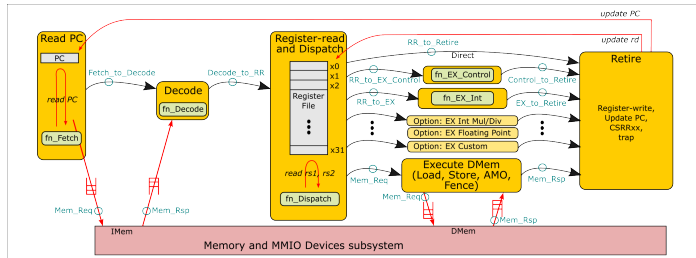 update PC
update rd
Read PC
PC
read PC
fn_Fetch
Fetch_to_Decode
Decode
fn_Decode
Decode_to_RR
Register-read
and Dispatch
x0
x1
x2
Register
File
x31
read rs1, rs2
fn_Dispatch
RR_to_Retire
Direct
RR_to_EX_Control
fn_EX_Control
Control_to_Retire
RR_to_EX
fn_EX_Int
EX_to_Retire
Option: EX Int Mul/Div
Option: EX Floating Point
Option: EX Custom
Mem_Req
Execute DMem
(Load, Store, AMO,
Fence)
Mem_Rsp
Retire
Register-write,
Update PC,
CSRRxx,
trap
Mem_Req
Mem_Rsp
Mem_Req
Mem_Rsp
IMem
DMem
Memory and MMIO Devices subsystem